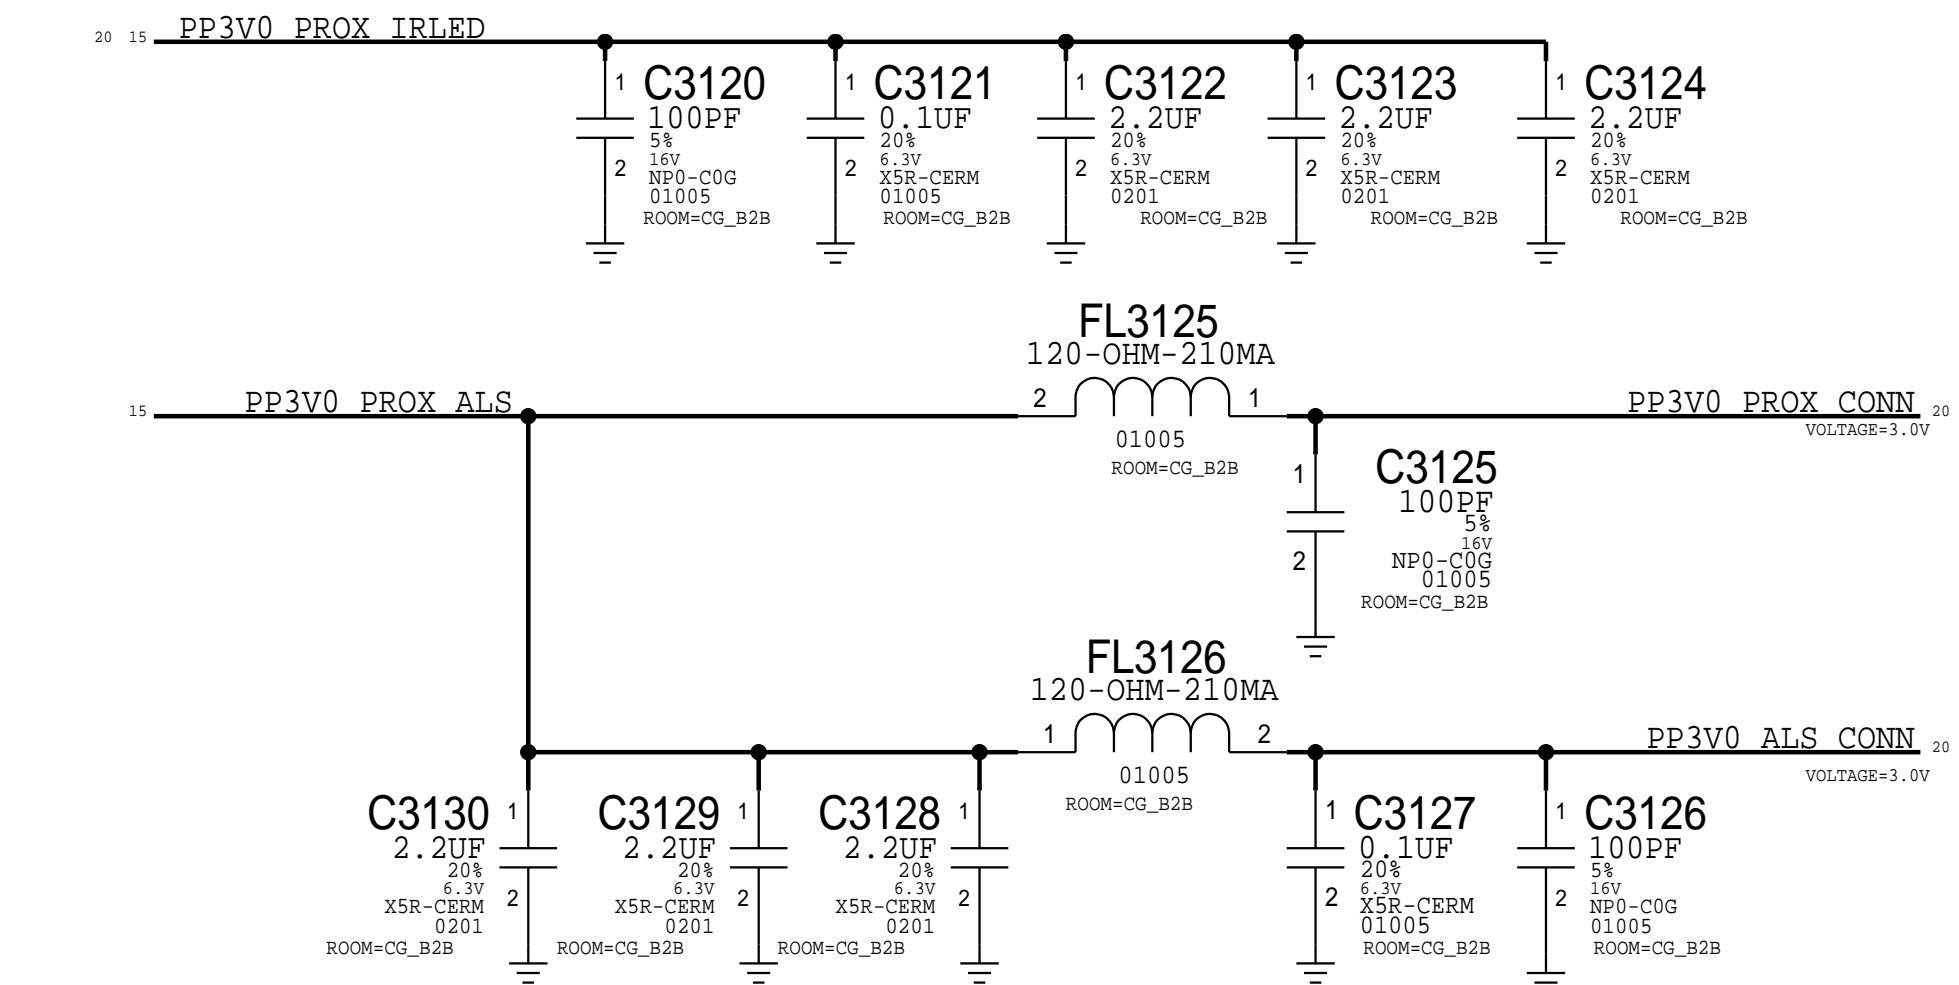 20 15 PP3V0 PROX IRLED
1 C3120
100PF
5%
16V
2 NP0-C0G
01005
ROOM=CG_B2B
1 C3121
0.1UF
20%
6.3V
2 X5R-CERM
01005
ROOM=CG_B2B
1 C3122
2.2UF
20%
6.3V
2 X5R-CERM
0201
ROOM=CG_B2B
1 C3123
2.2UF
20%
6.3V
2 X5R-CERM
0201
ROOM=CG_B2B
1 C3124
2.2UF
20%
6.3V
2 X5R-CERM
0201
ROOM=CG_B2B
15 PP3V0 PROX ALS
FL3125
120-OHM-210MA
2 1
01005
ROOM=CG_B2B
PP3V0 PROX CONN 20
VOLTAGE=3.0V
1 C3125
100PF
5%
16V
2 NP0-C0G
01005
ROOM=CG_B2B
FL3126
120-OHM-210MA
1 2
01005
ROOM=CG_B2B
PP3V0 ALS CONN 20
VOLTAGE=3.0V
C3130 1
2.2UF
20%
6.3V
X5R-CERM 2
0201
ROOM=CG_B2B
C3129 1
2.2UF
20%
6.3V
X5R-CERM 2
0201
ROOM=CG_B2B
C3128 1
2.2UF
20%
6.3V
X5R-CERM 2
0201
ROOM=CG_B2B
1 C3127
0.1UF
20%
6.3V
2 X5R-CERM
01005
ROOM=CG_B2B
1 C3126
100PF
5%
16V
2 NP0-C0G
01005
ROOM=CG_B2B